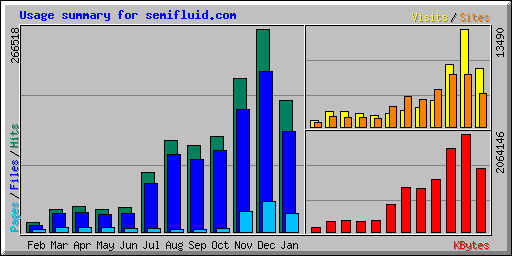 Usage summary for semifluid.com
Visits / Sites
266518
13490
Pages / Files / Hits
2064146
Feb Mar Apr May Jun Jul Aug Sep Oct Nov Dec Jan
KBytes